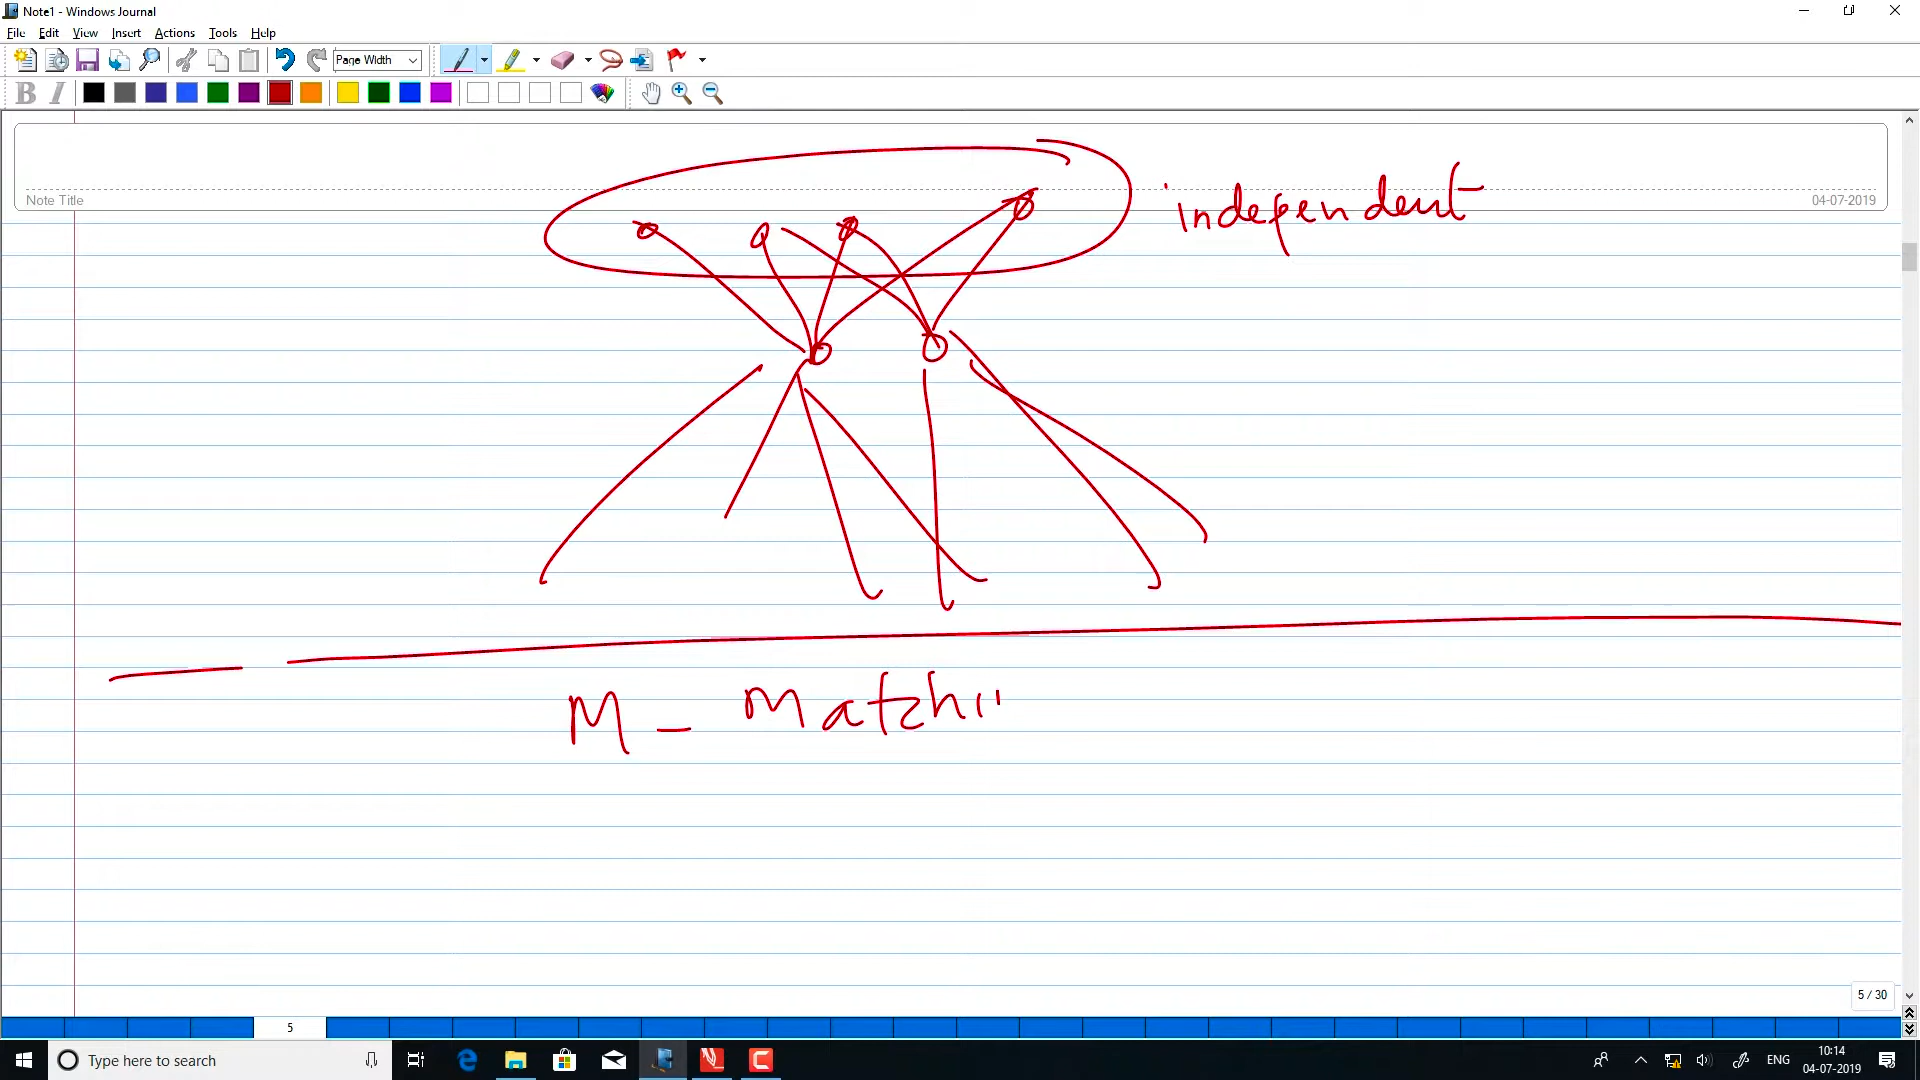 Note1 - Windows Journal
File Edit View Insert Actions Tools Help
Page Width
B I
independent
Note Title
04-07-2019
M - Matchi
5 / 30
5
Type here to search
ENG
10:14
04-07-2019